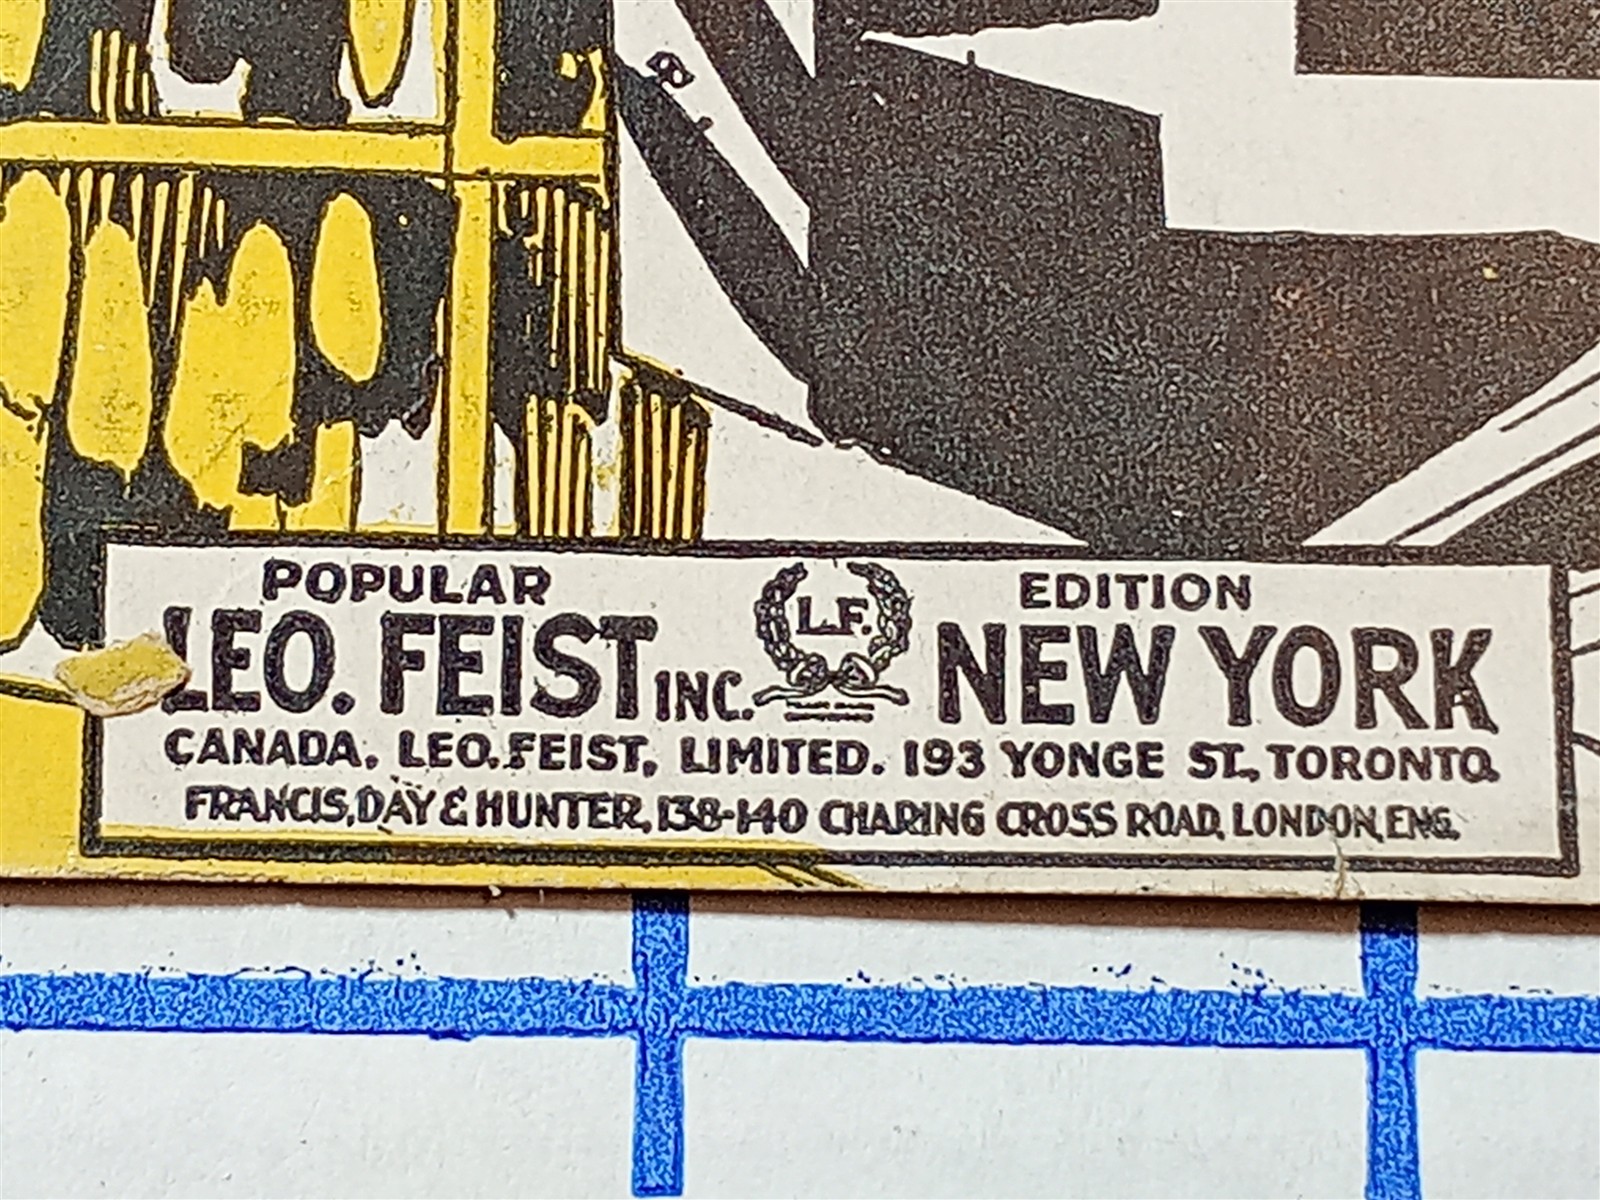 POPULAR EDITION
LEO. FEIST INC. L.F. NEW YORK
CANADA. LEO. FEIST, LIMITED. 193 YONGE ST., TORONTO.
FRANCIS, DAY & HUNTER, 138-140 CHARING CROSS ROAD, LONDON, ENG.